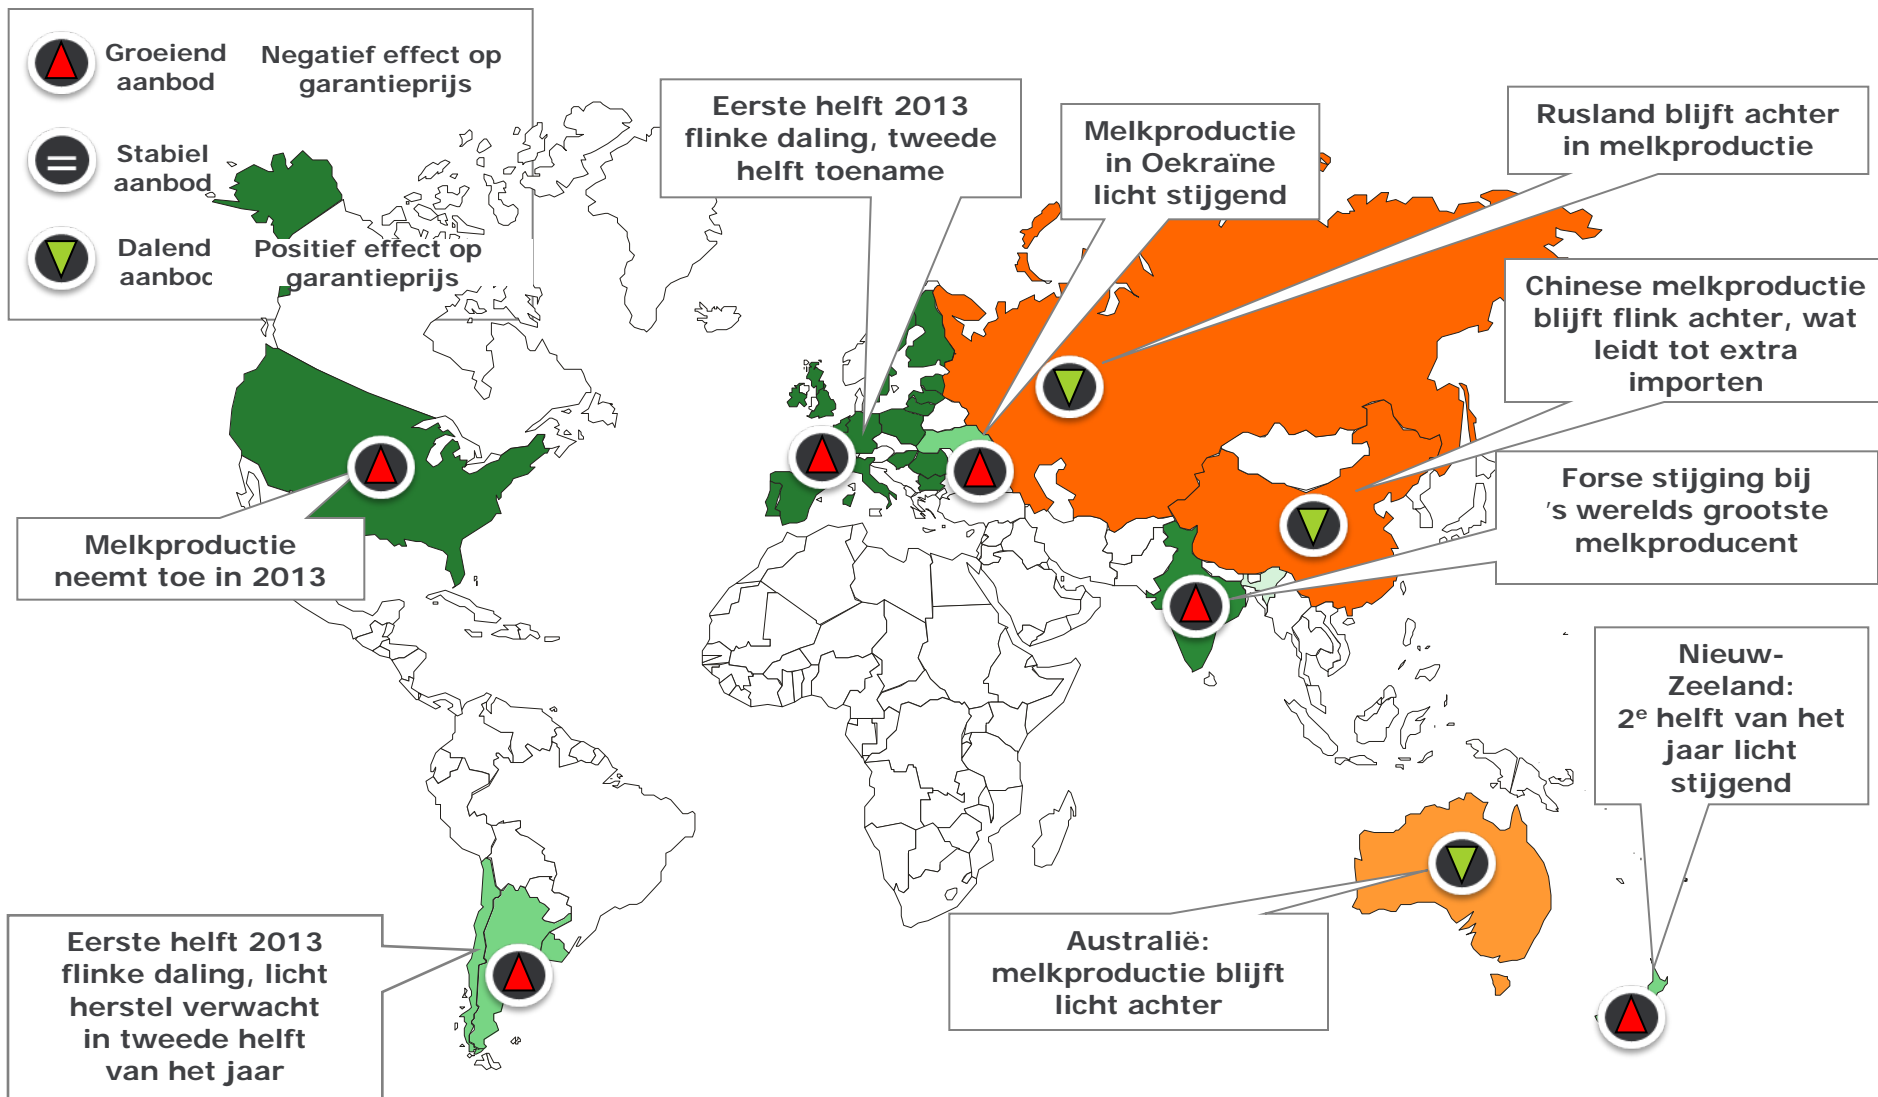 Groeiend
aanbod
Negatief effect op
garantieprijs
Stabiel
aanbod
Dalend
aanboc
Positief effect op
garantieprijs
Eerste helft 2013
flinke daling, tweede
helft toename
Melkproductie
in Oekraïne
licht stijgend
Rusland blijft achter
in melkproductie
Chinese melkproductie
blijft flink achter, wat
leidt tot extra
importen
Forse stijging bij
's werelds grootste
melkproducent
Melkproductie
neemt toe in 2013
Nieuw-
Zeeland:
2e helft van het
jaar licht
stijgend
Australië:
melkproductie blijft
licht achter
Eerste helft 2013
flinke daling, licht
herstel verwacht
in tweede helft
van het jaar